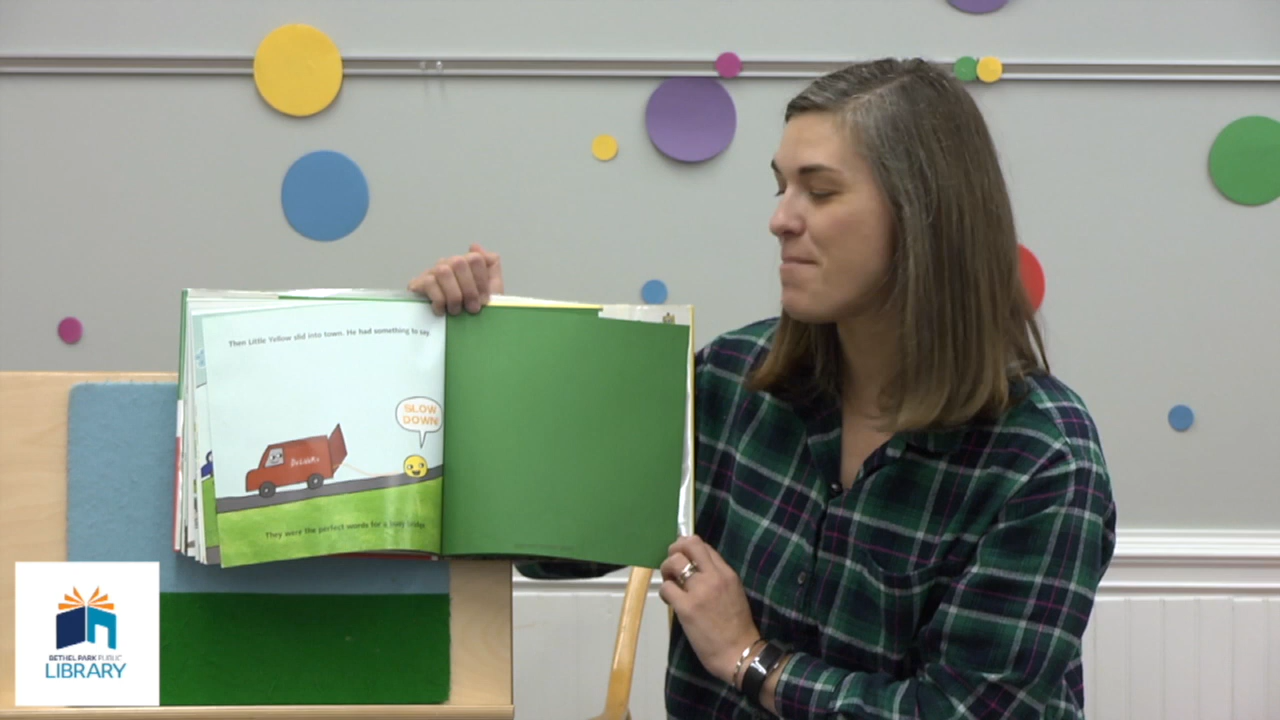 Then Little Yellow slid into town. He had something to say
SLOW
DOWN!
They were the perfect words for a busy bridge.
BETHEL PARK PUBLIC
LIBRARY